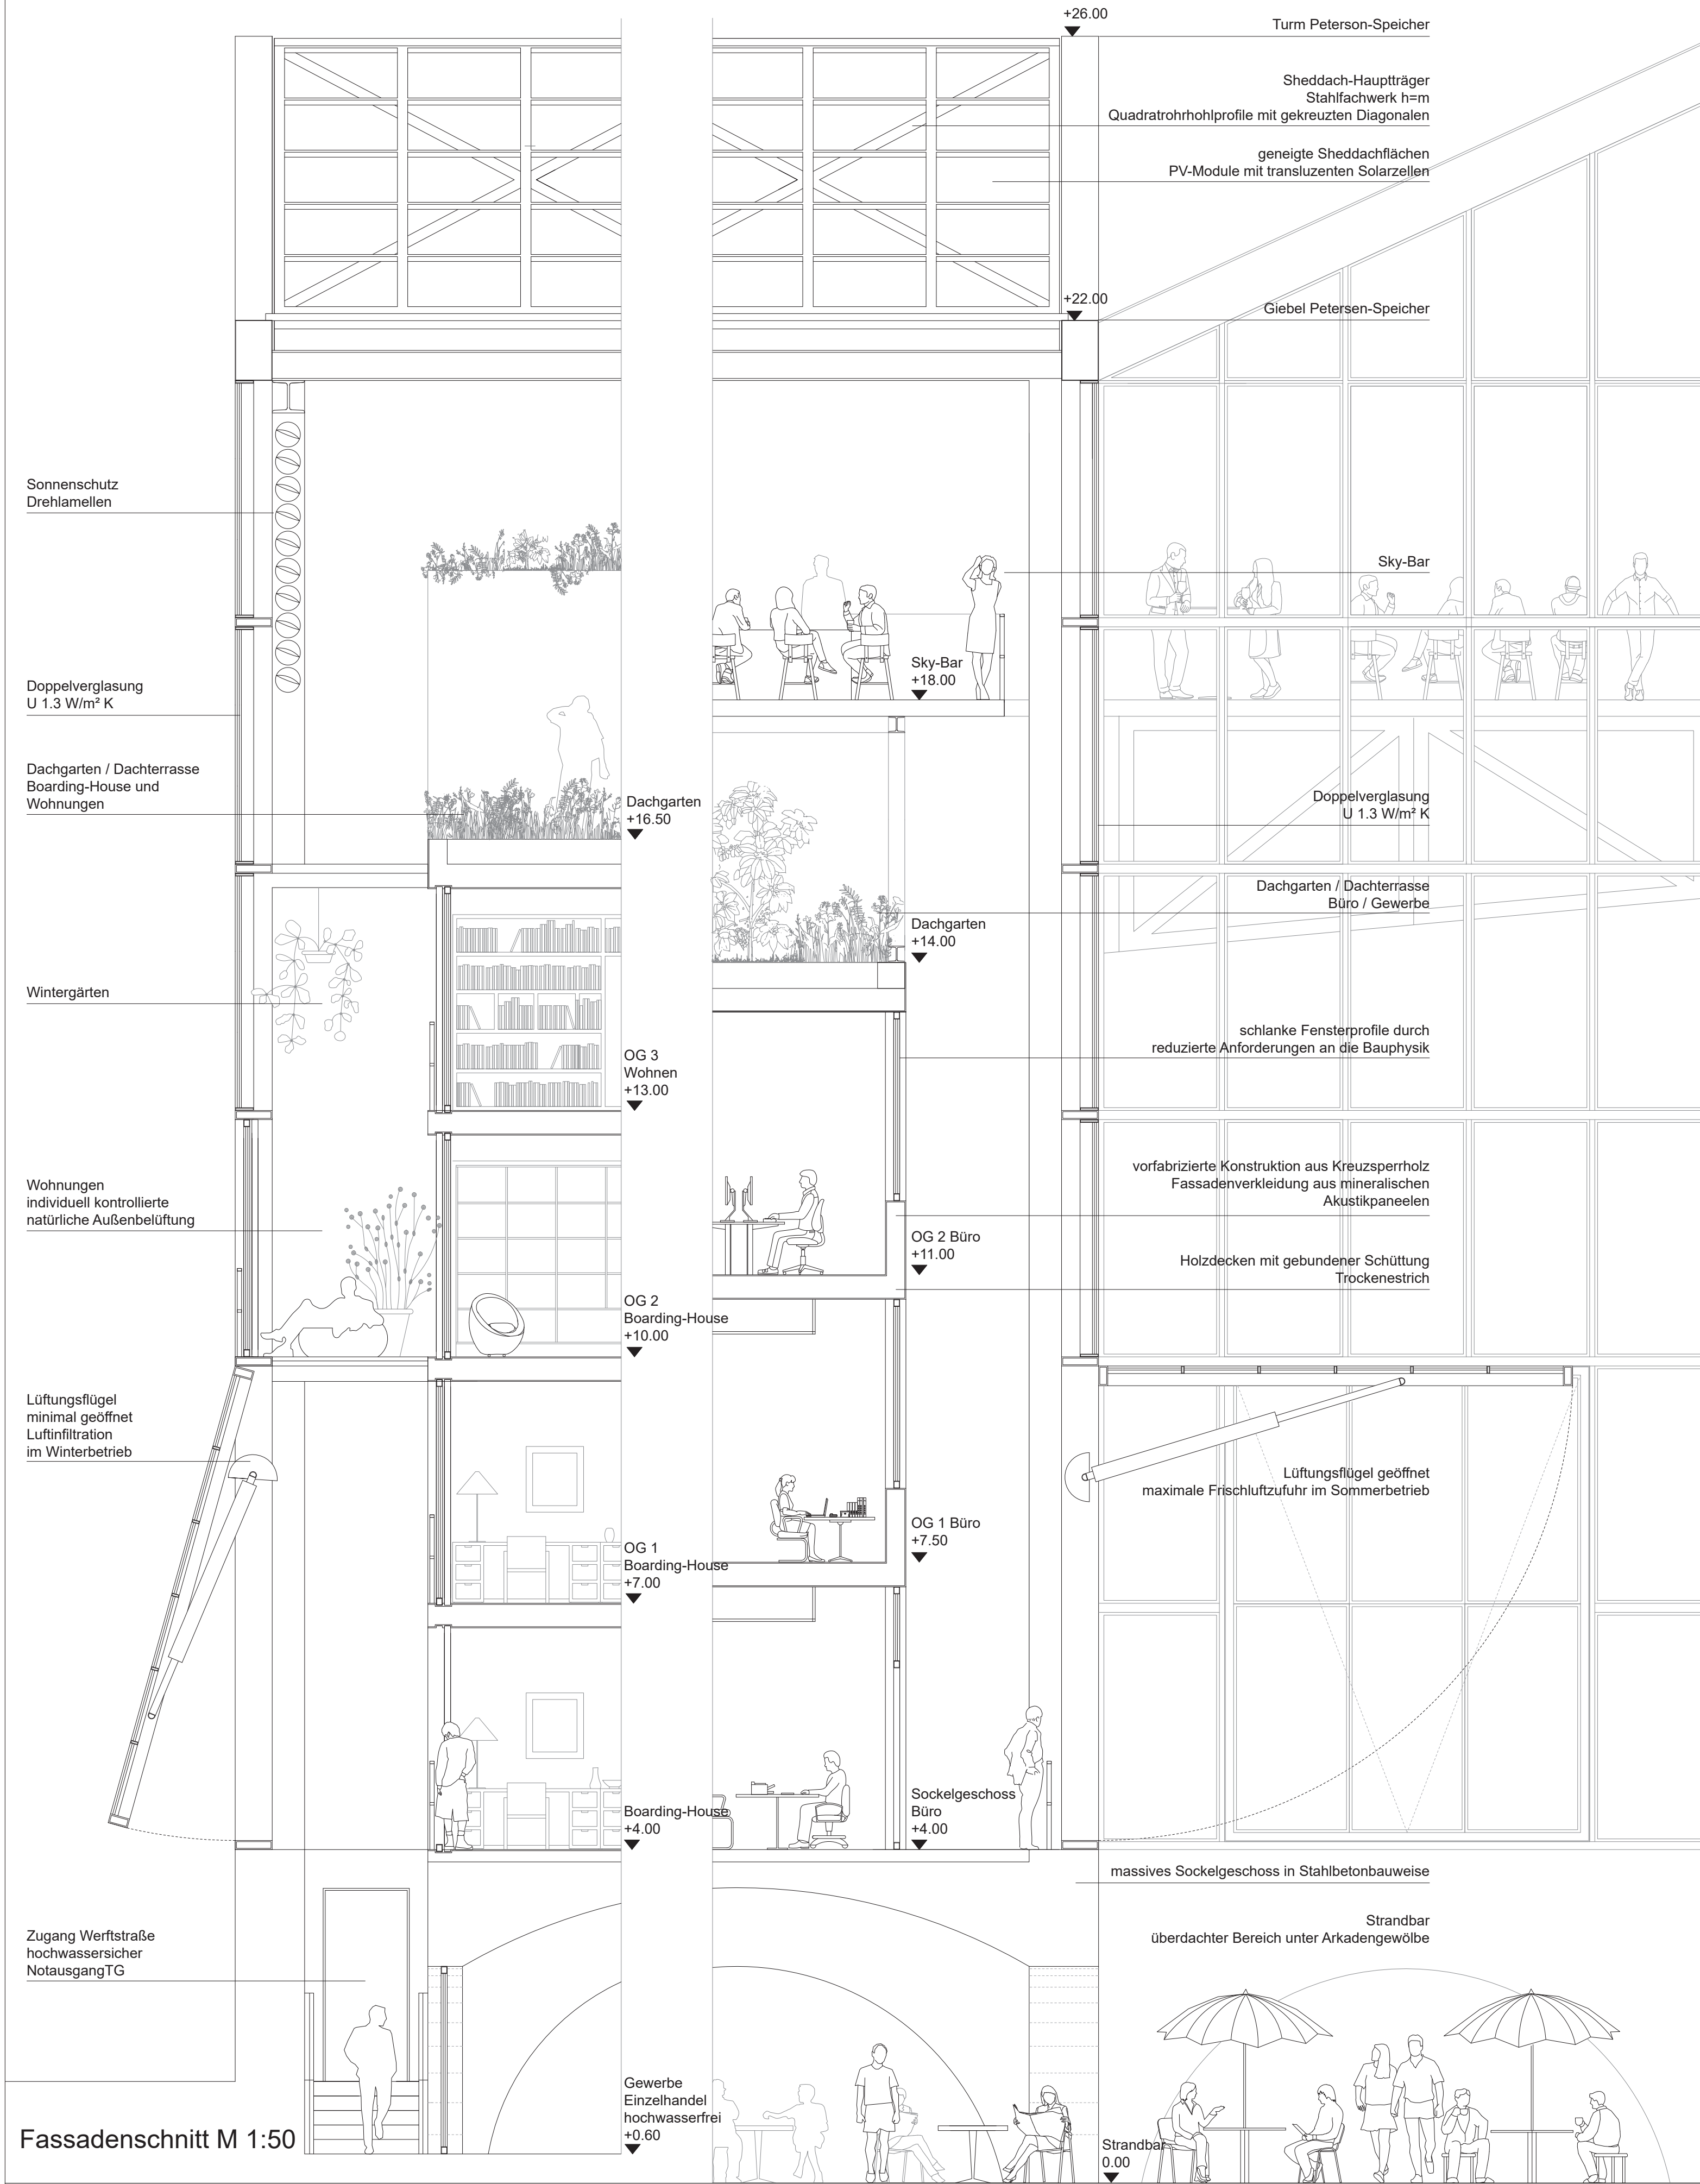 +26.00
Turm Peterson-Speicher
Sheddach-Hauptträger
Stahlfachwerk h=m
Quadratrohrhohlprofile mit gekreuzten Diagonalen
geneigte Sheddachflächen
PV-Module mit transluzenten Solarzellen
+22.00
Giebel Petersen-Speicher
Sonnenschutz
Drehlamellen
Sky-Bar
Sky-Bar
+18.00
Doppelverglasung
U 1.3 W/m² K
Dachgarten / Dachterrasse
Boarding-House und
Wohnungen
Dachgarten
+16.50
Doppelverglasung
U 1.3 W/m² K
Dachgarten / Dachterrasse
Büro / Gewerbe
Dachgarten
+14.00
Wintergärten
schlanke Fensterprofile durch
reduzierte Anforderungen an die Bauphysik
OG 3
Wohnen
+13.00
Wohnungen
individuell kontrollierte
natürliche Außenbelüftung
vorfabrizierte Konstruktion aus Kreuzsperrholz
Fassadenverkleidung aus mineralischen
Akustikpaneelen
OG 2 Büro
+11.00
Holzdecken mit gebundener Schüttung
Trockenestrich
OG 2
Boarding-House
+10.00
Lüftungsflügel
minimal geöffnet
Luftinfiltration
im Winterbetrieb
Lüftungsflügel geöffnet
maximale Frischluftzufuhr im Sommerbetrieb
OG 1 Büro
+7.50
OG 1
Boarding-House
+7.00
Boarding-House
+4.00
Sockelgeschoss
Büro
+4.00
massives Sockelgeschoss in Stahlbetonbauweise
Strandbar
überdachter Bereich unter Arkadengewölbe
Zugang Werftstraße
hochwassersicher
NotausgangTG
Gewerbe
Einzelhandel
hochwasserfrei
+0.60
Strandbar
0.00
Fassadenschnitt M 1:50